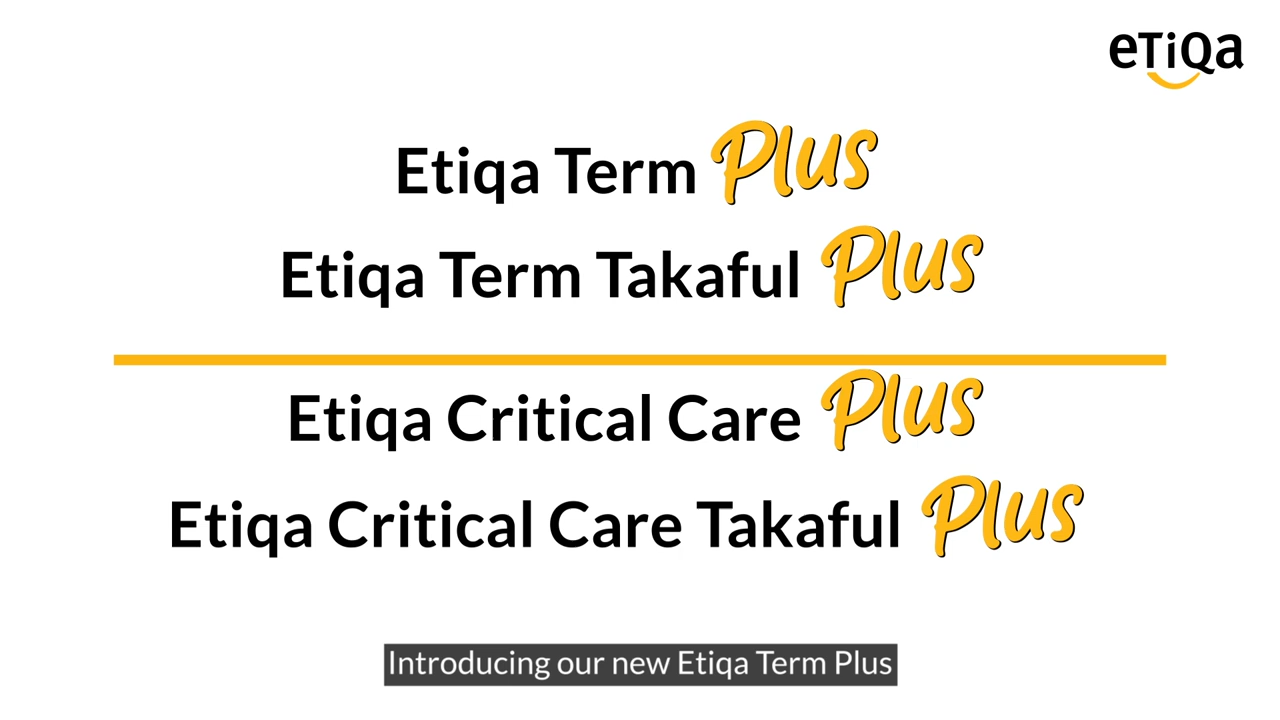 eTiQa
Etiqa Term Plus
Etiqa Term Takaful Plus
Etiqa Critical Care Plus
Etiqa Critical Care Takaful Plus
Introducing our new Etiqa Term Plus